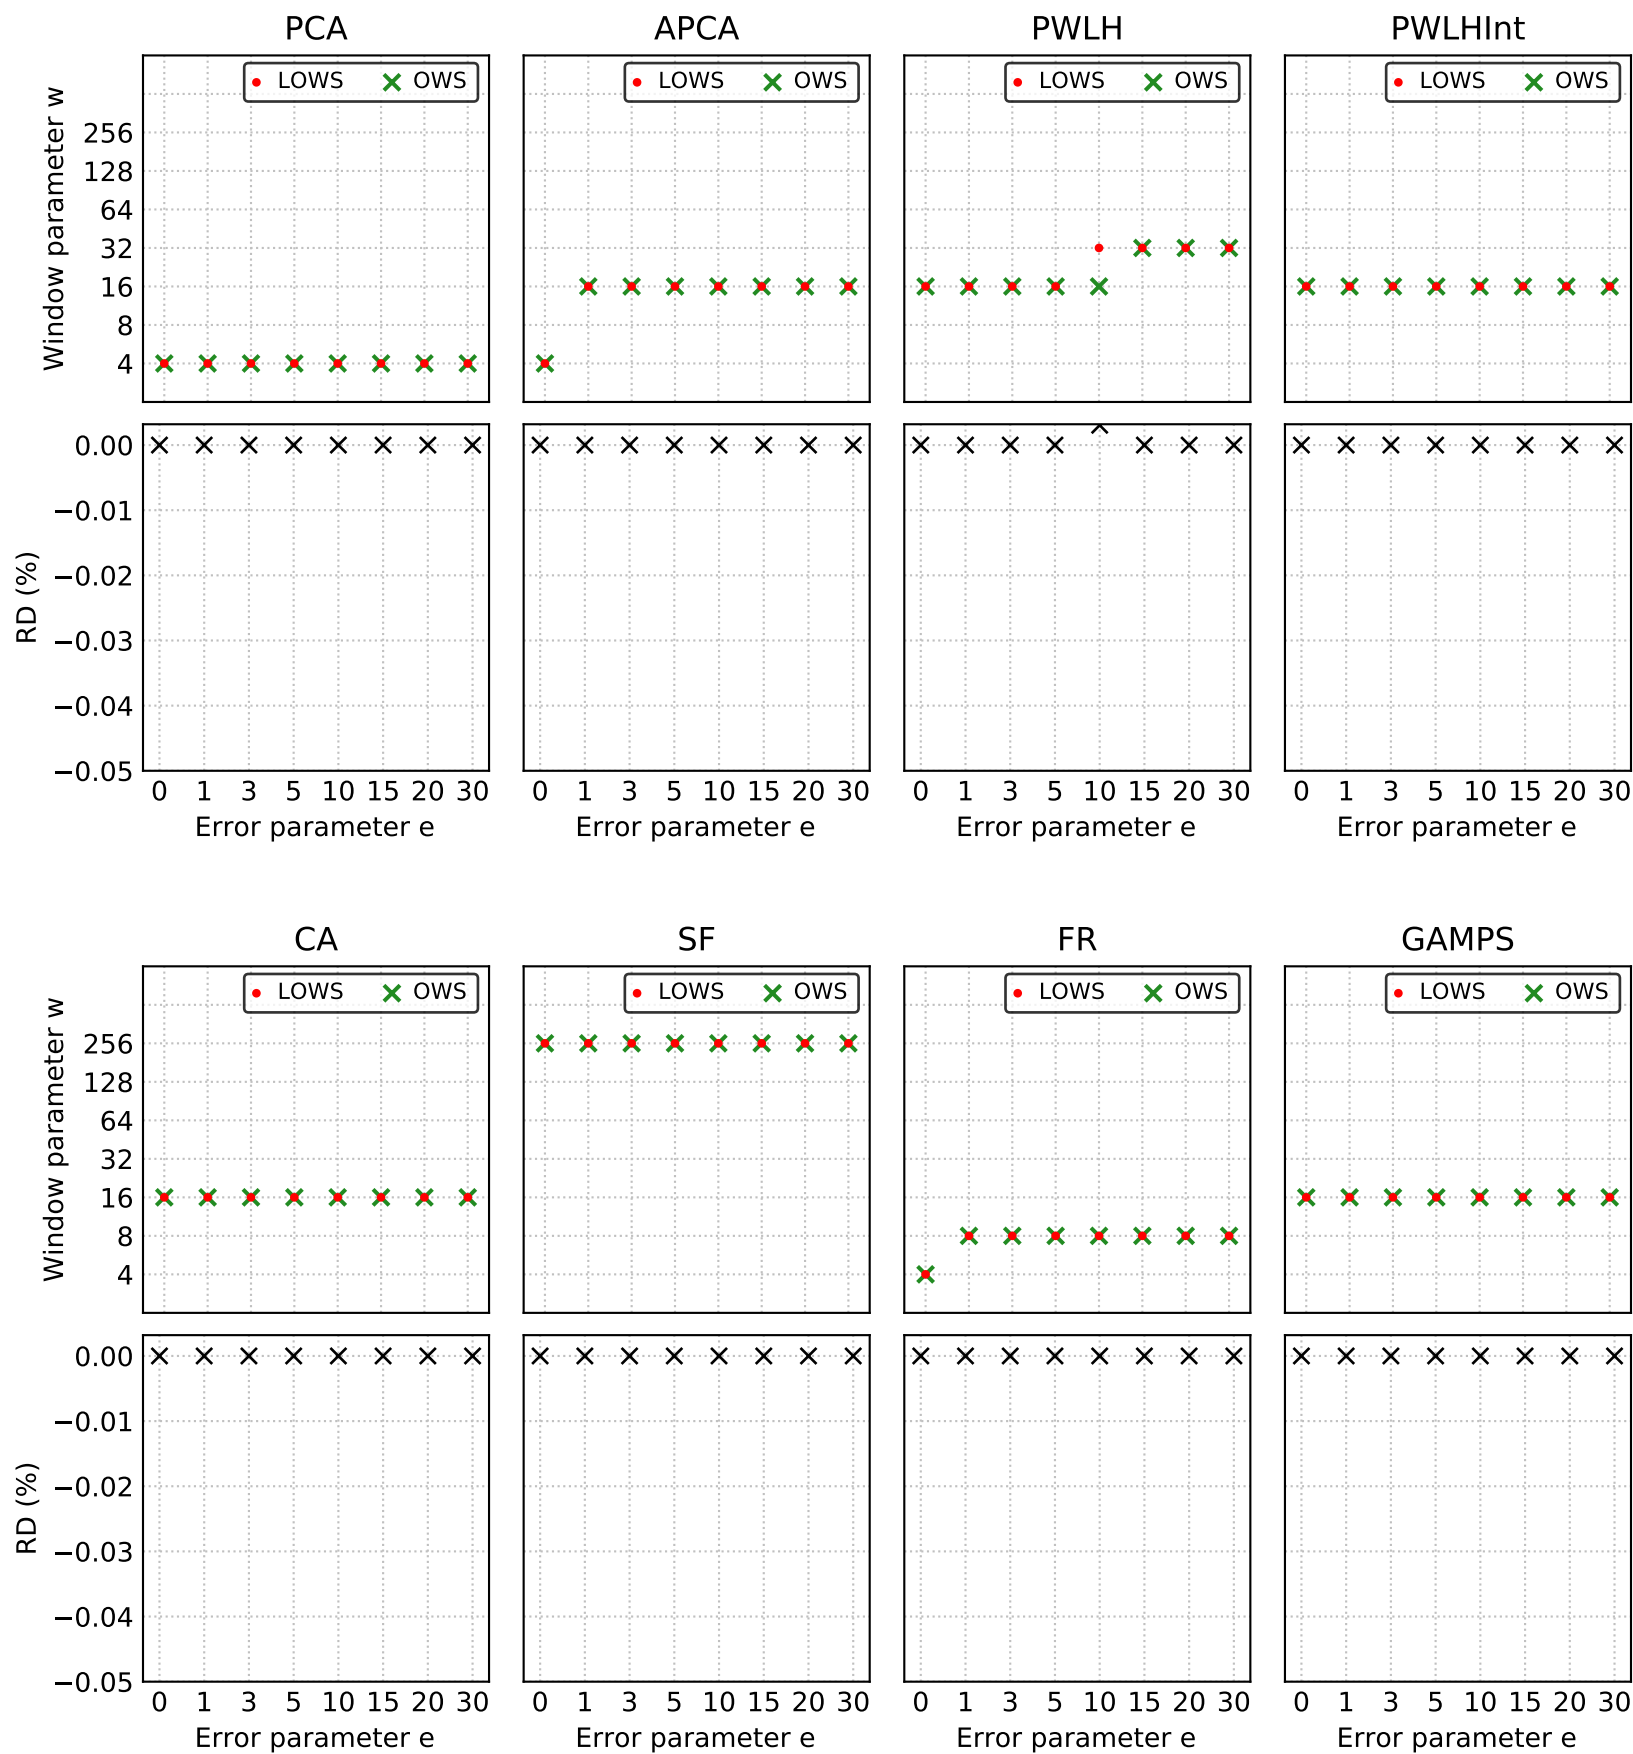 PCA APCA PWLH PWLHInt
LOWS OWS LOWS OWS LOWS OWS LOWS OWS
Window parameter w
256
128
64
32
16
8
4
0.00
−0.01
−0.02
−0.03
−0.04
−0.05
RD (%)
0 1 3 5 10 15 20 30 0 1 3 5 10 15 20 30 0 1 3 5 10 15 20 30 0 1 3 5 10 15 20 30
Error parameter e Error parameter e Error parameter e Error parameter e
CA SF FR GAMPS
LOWS OWS LOWS OWS LOWS OWS LOWS OWS
Window parameter w
256
128
64
32
16
8
4
0.00
−0.01
−0.02
−0.03
−0.04
−0.05
RD (%)
0 1 3 5 10 15 20 30 0 1 3 5 10 15 20 30 0 1 3 5 10 15 20 30 0 1 3 5 10 15 20 30
Error parameter e Error parameter e Error parameter e Error parameter e